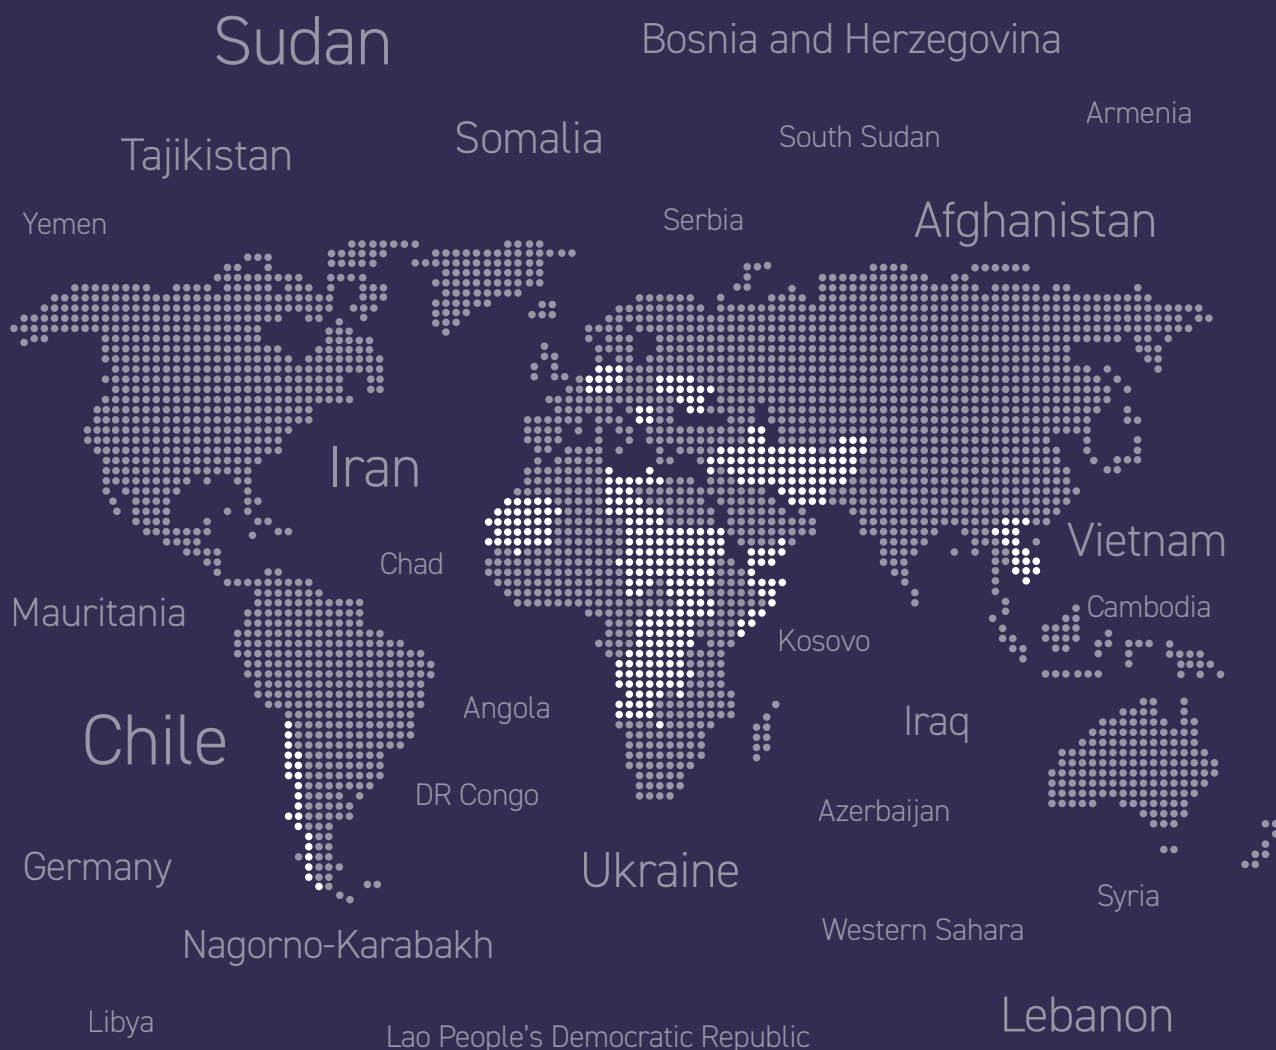 Sudan
Bosnia and Herzegovina
Armenia
Somalia
South Sudan
Tajikistan
Yemen
Serbia
Afghanistan
Iran
Vietnam
Chad
Mauritania
Cambodia
Kosovo
Angola
Iraq
Chile
DR Congo
Azerbaijan
Germany
Ukraine
Syria
Western Sahara
Nagorno-Karabakh
Libya
Lebanon
Lao People’s Democratic Republic